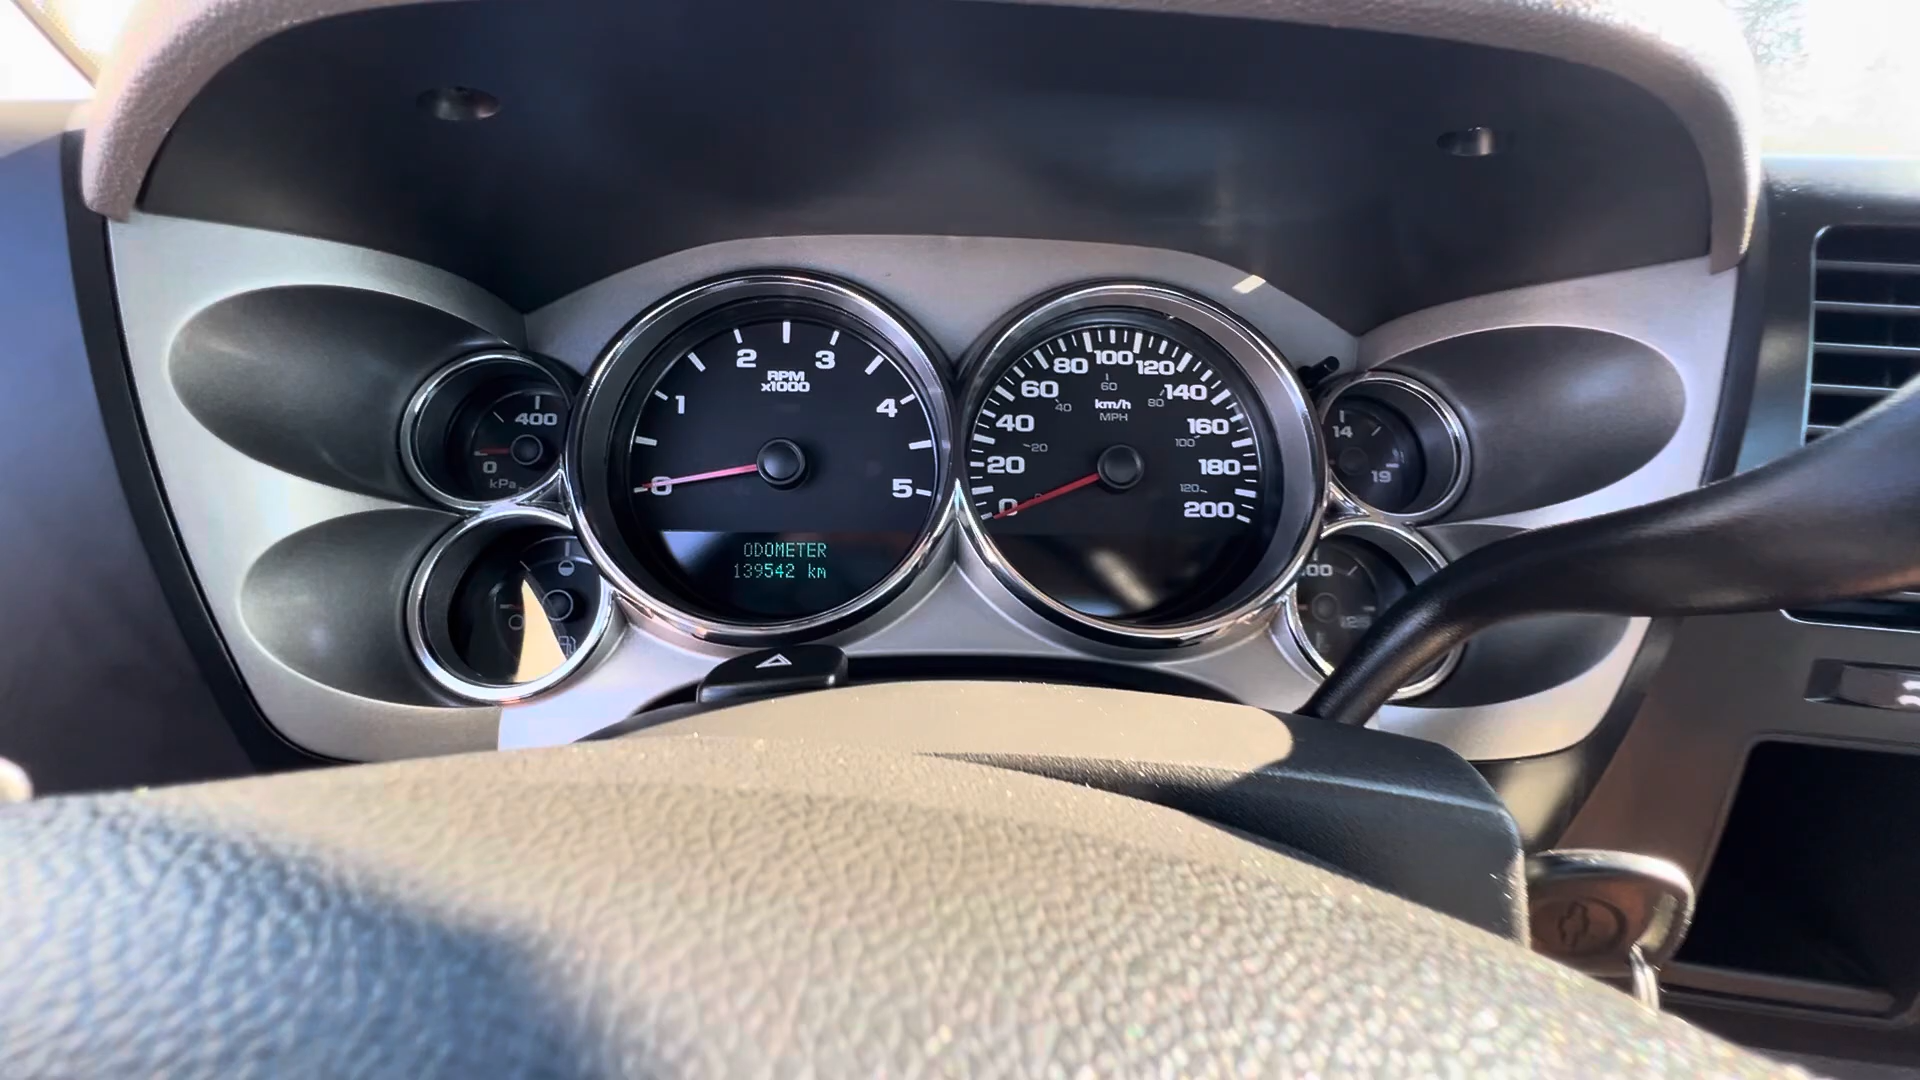 400
0
kPa
0 1 2 3 4 5
RPM
x1000
ODOMETER
139542 km
0 20 40 60 80 100 120 140 160 180 200
20 40 60 80 100 120
km/h
MPH
14
19